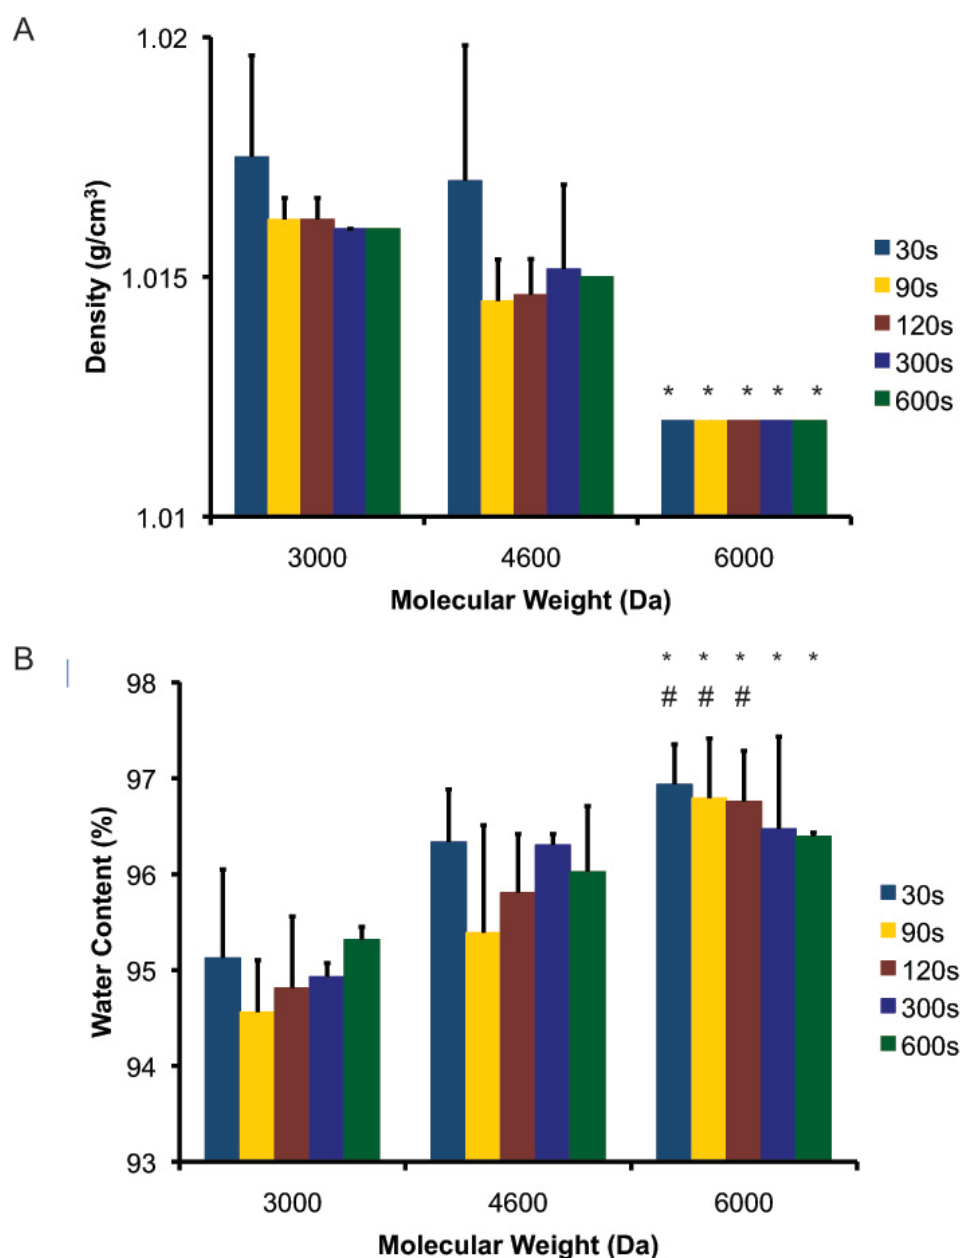 A
1.02
1.015
1.01
Density (g/cm³)
30s
90s
120s
300s
600s
* * * * *
3000 4600 6000
Molecular Weight (Da)
B
* * * * *
# # #
98
97
96
95
94
93
Water Content (%)
30s
90s
120s
300s
600s
3000 4600 6000
Molecular Weight (Da)